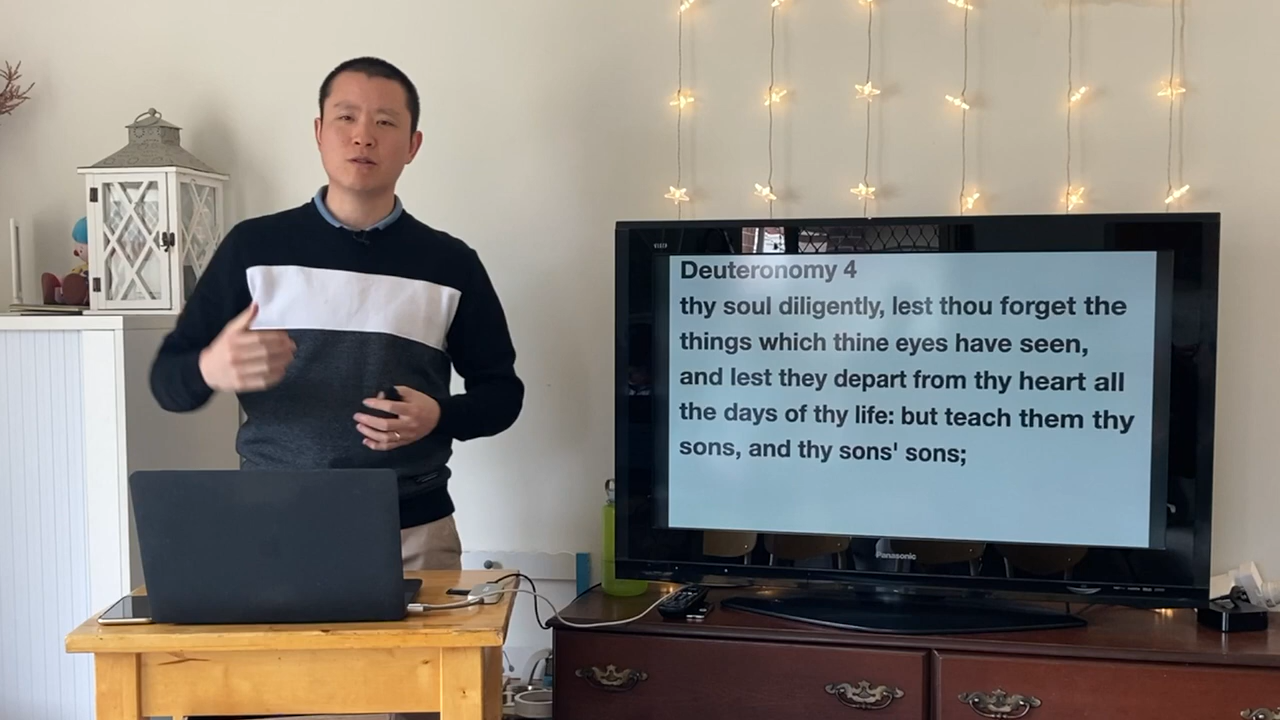 Deuteronomy 4
thy soul diligently, lest thou forget the
things which thine eyes have seen,
and lest they depart from thy heart all
the days of thy life: but teach them thy
sons, and thy sons' sons;
Panasonic